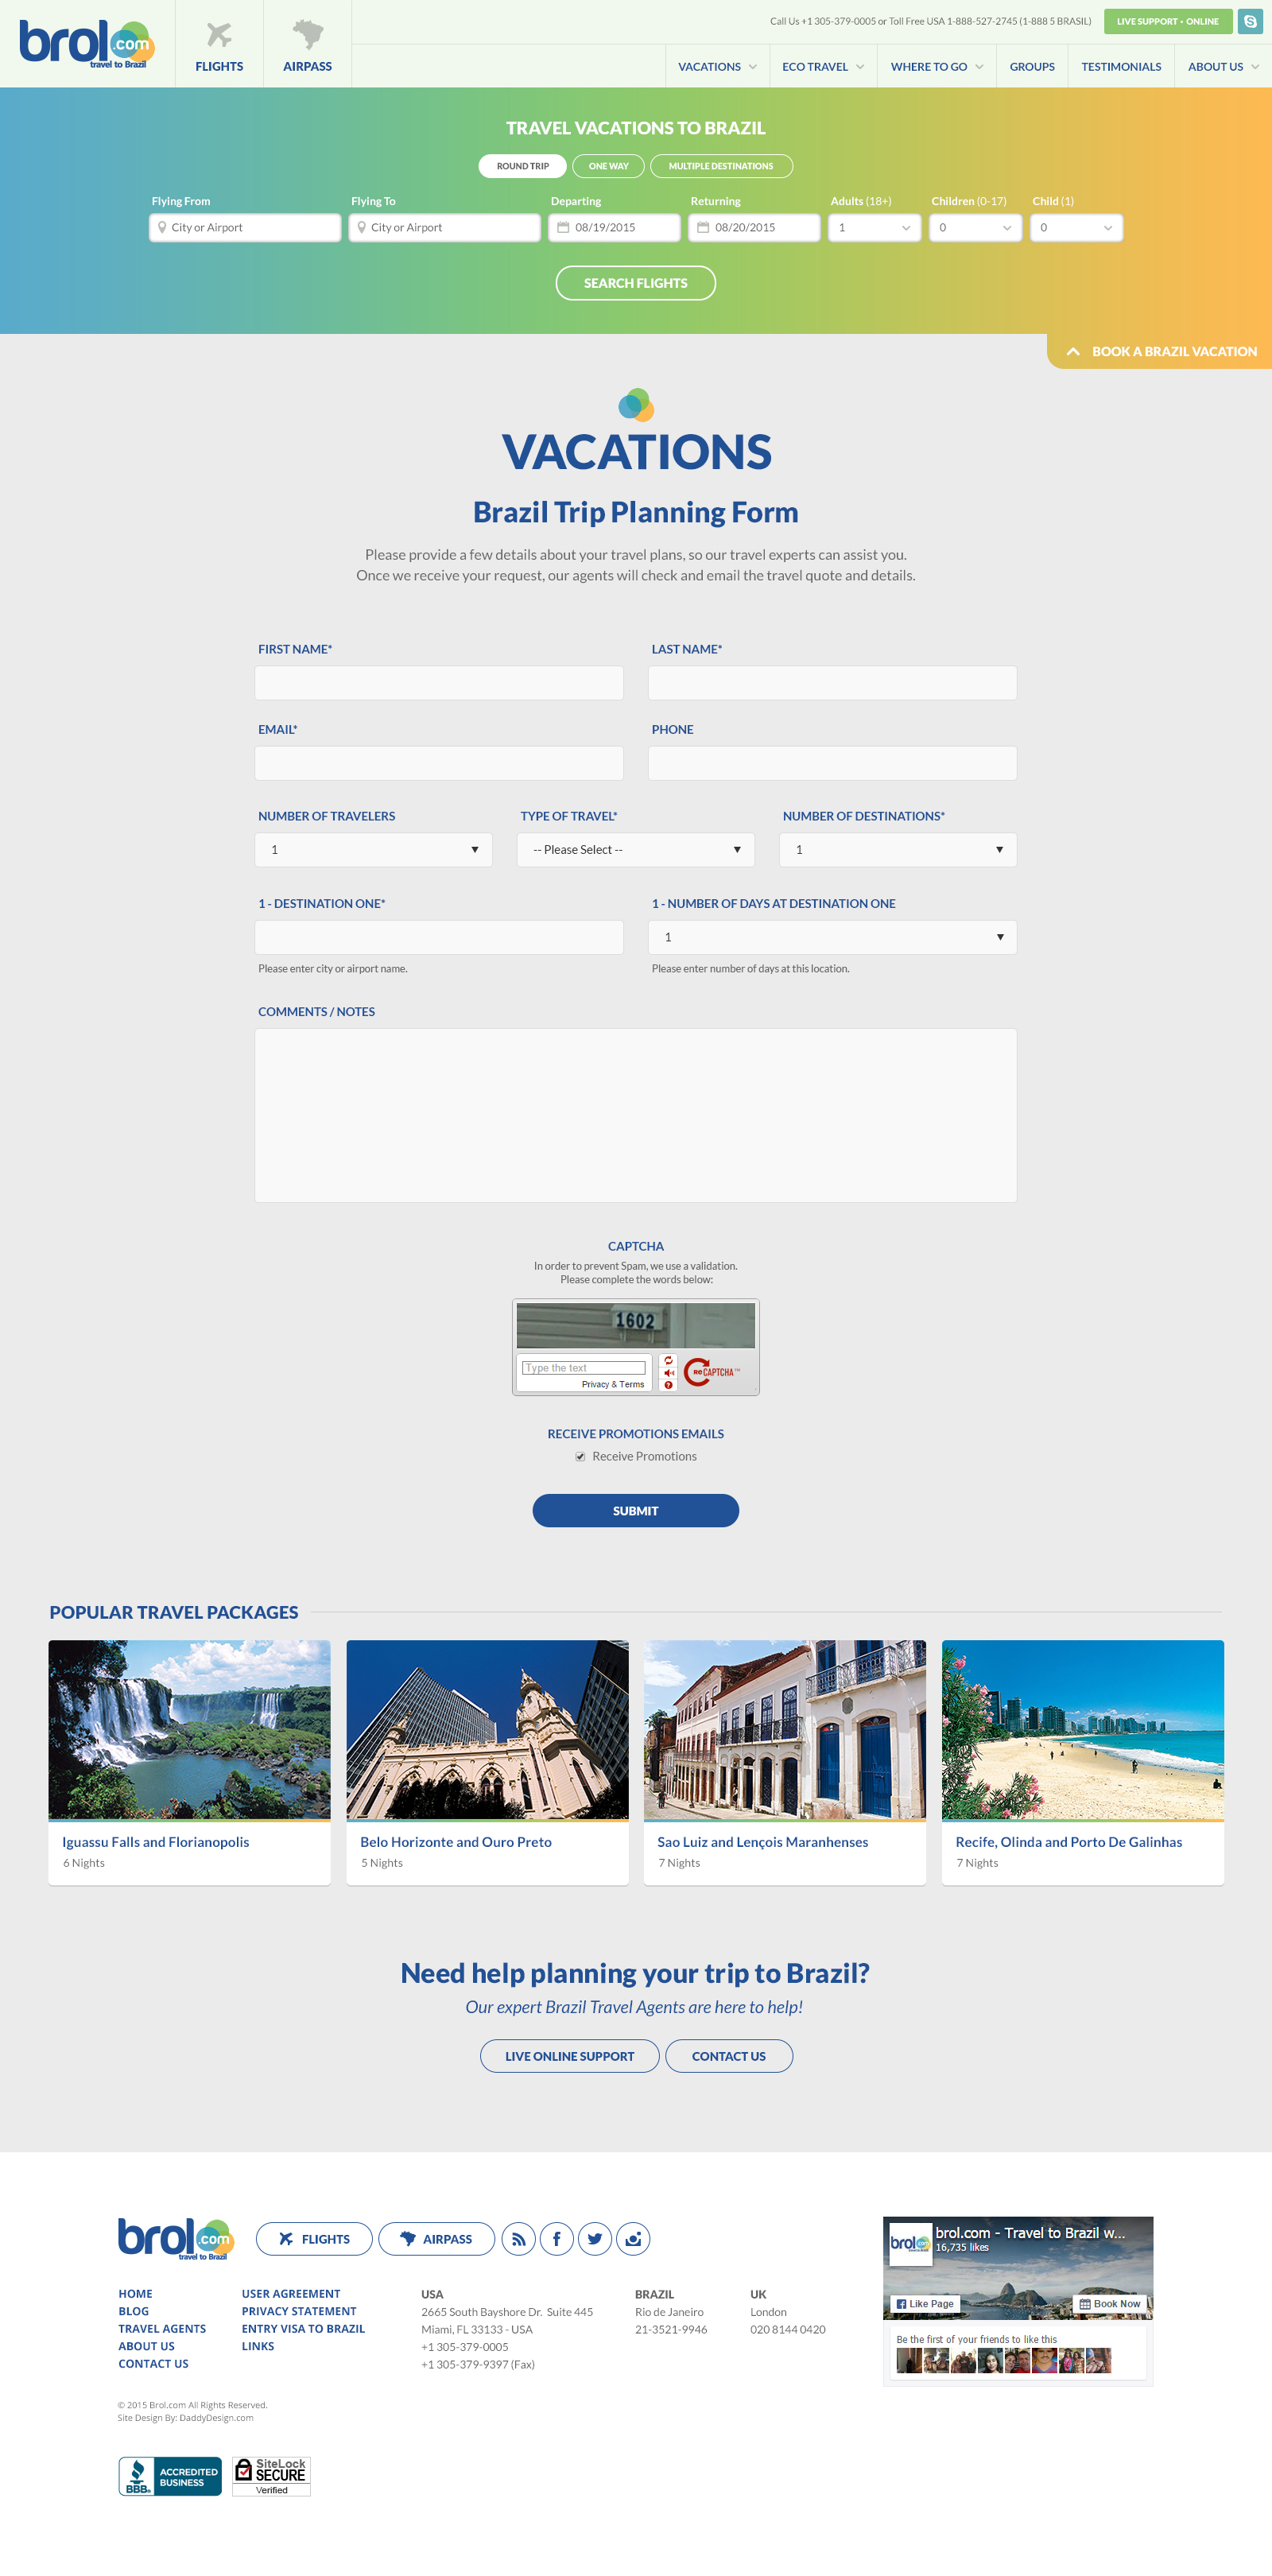 brol.com
travel to Brazil
FLIGHTS
AIRPASS
Call Us +1 305-379-0005 or Toll Free USA 1-888-527-2745 (1-888 5 BRASIL)
LIVE SUPPORT • ONLINE
VACATIONS
ECO TRAVEL
WHERE TO GO
GROUPS
TESTIMONIALS
ABOUT US
TRAVEL VACATIONS TO BRAZIL
ROUND TRIP
ONE WAY
MULTIPLE DESTINATIONS
Flying From
Flying To
Departing
Returning
Adults (18+)
Children (0-17)
Child (1)
City or Airport
City or Airport
08/19/2015
08/20/2015
1
0
0
SEARCH FLIGHTS
BOOK A BRAZIL VACATION
VACATIONS
Brazil Trip Planning Form
Please provide a few details about your travel plans, so our travel experts can assist you.
Once we receive your request, our agents will check and email the travel quote and details.
FIRST NAME*
LAST NAME*
EMAIL*
PHONE
NUMBER OF TRAVELERS
TYPE OF TRAVEL*
NUMBER OF DESTINATIONS*
1
-- Please Select --
1
1 - DESTINATION ONE*
1 - NUMBER OF DAYS AT DESTINATION ONE
1
Please enter city or airport name.
Please enter number of days at this location.
COMMENTS / NOTES
CAPTCHA
In order to prevent Spam, we use a validation.
Please complete the words below:
1602
Type the text
Privacy & Terms
reCAPTCHA™
RECEIVE PROMOTIONS EMAILS
Receive Promotions
SUBMIT
POPULAR TRAVEL PACKAGES
Iguassu Falls and Florianopolis
6 Nights
Belo Horizonte and Ouro Preto
5 Nights
Sao Luiz and Lençois Maranhenses
7 Nights
Recife, Olinda and Porto De Galinhas
7 Nights
Need help planning your trip to Brazil?
Our expert Brazil Travel Agents are here to help!
LIVE ONLINE SUPPORT
CONTACT US
brol.com
travel to Brazil
FLIGHTS
AIRPASS
HOME
BLOG
TRAVEL AGENTS
ABOUT US
CONTACT US
USER AGREEMENT
PRIVACY STATEMENT
ENTRY VISA TO BRAZIL
LINKS
USA
2665 South Bayshore Dr. Suite 445
Miami, FL 33133 - USA
+1 305-379-0005
+1 305-379-9397 (Fax)
BRAZIL
Rio de Janeiro
21-3521-9946
UK
London
020 8144 0420
brol.com
brol.com - Travel to Brazil w...
16,735 likes
Like Page
Book Now
Be the first of your friends to like this
© 2015 Brol.com All Rights Reserved.
Site Design By: DaddyDesign.com
BBB
ACCREDITED
BUSINESS
SiteLock
SECURE
Verified